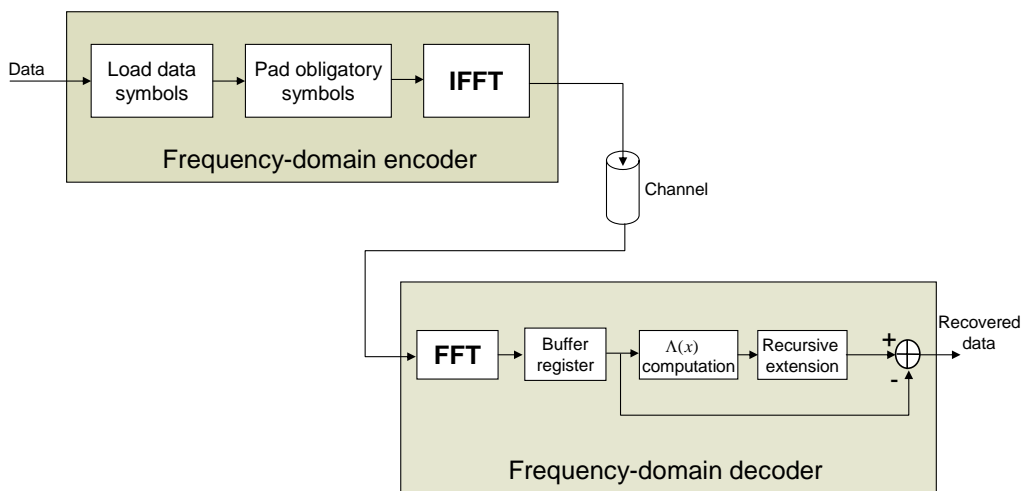 Data
Load data
symbols
Pad obligatory
symbols
IFFT
Frequency-domain encoder
Channel
FFT
Buffer
register
Λ(x)
computation
Recursive
extension
+
-
Recovered
data
Frequency-domain decoder